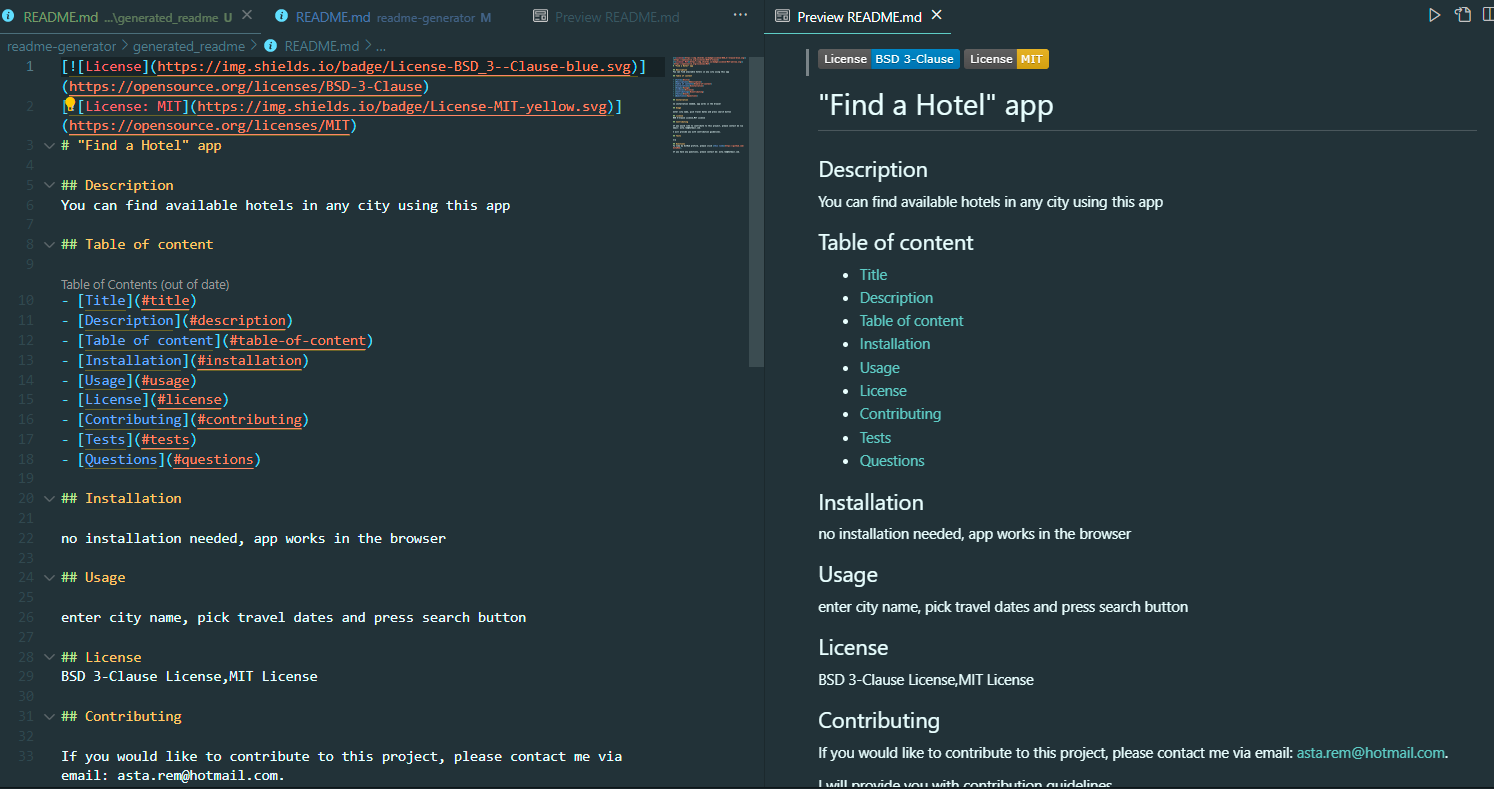 README.md ...\generated_readme U
README.md readme-generator M
Preview README.md
...
Preview README.md
readme-generator > generated_readme > README.md > ...
1 [![License](https://img.shields.io/badge/License-BSD_3--Clause-blue.svg)]
(https://opensource.org/licenses/BSD-3-Clause)
2 [![License: MIT](https://img.shields.io/badge/License-MIT-yellow.svg)]
(https://opensource.org/licenses/MIT)
3 # "Find a Hotel" app
4
5 ## Description
6 You can find available hotels in any city using this app
7
8 ## Table of content
9
Table of Contents (out of date)
10 - [Title](#title)
11 - [Description](#description)
12 - [Table of content](#table-of-content)
13 - [Installation](#installation)
14 - [Usage](#usage)
15 - [License](#license)
16 - [Contributing](#contributing)
17 - [Tests](#tests)
18 - [Questions](#questions)
19
20 ## Installation
21
22 no installation needed, app works in the browser
23
24 ## Usage
25
26 enter city name, pick travel dates and press search button
27
28 ## License
29 BSD 3-Clause License,MIT License
30
31 ## Contributing
32
33 If you would like to contribute to this project, please contact me via
email: asta.rem@hotmail.com.
License BSD 3-Clause License MIT
"Find a Hotel" app
Description
You can find available hotels in any city using this app
Table of content
• Title
• Description
• Table of content
• Installation
• Usage
• License
• Contributing
• Tests
• Questions
Installation
no installation needed, app works in the browser
Usage
enter city name, pick travel dates and press search button
License
BSD 3-Clause License,MIT License
Contributing
If you would like to contribute to this project, please contact me via email: asta.rem@hotmail.com.
I will provide you with contribution guidelines.